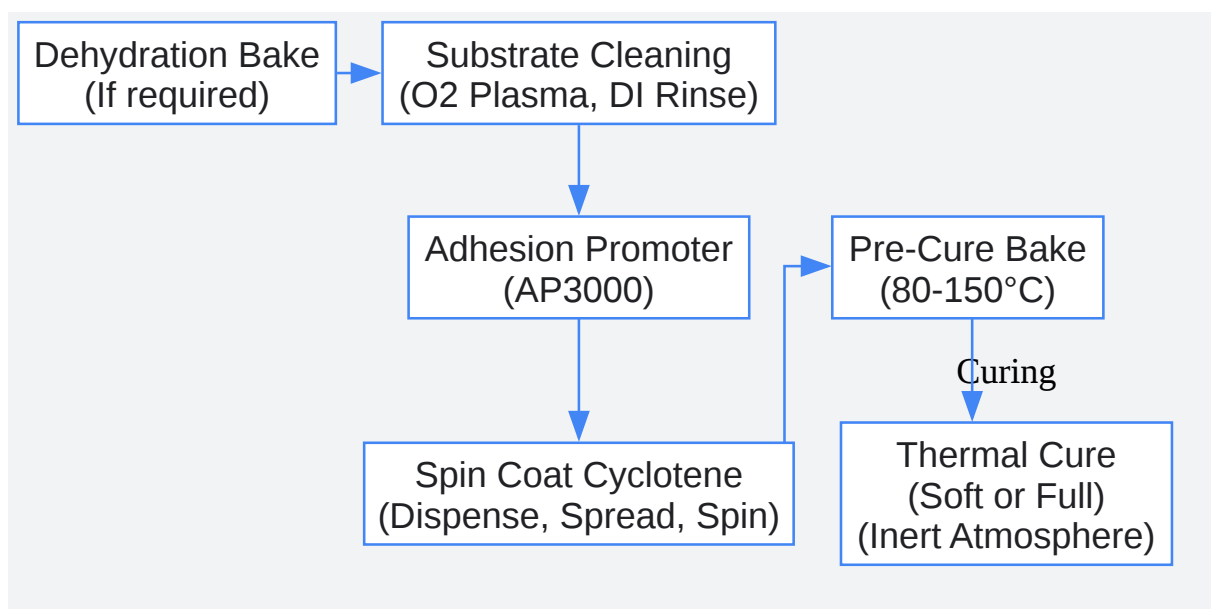 Dehydration Bake
(If required)
Substrate Cleaning
(O2 Plasma, DI Rinse)
Adhesion Promoter
(AP3000)
Spin Coat Cyclotene
(Dispense, Spread, Spin)
Pre-Cure Bake
(80-150°C)
Curing
Thermal Cure
(Soft or Full)
(Inert Atmosphere)